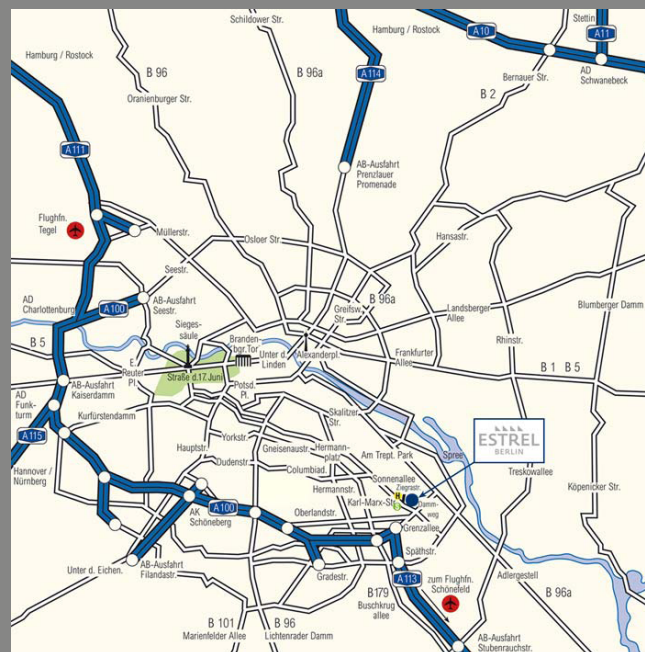 Schildower Str.
Stettin
Hamburg / Rostock
A10
A11
Hamburg / Rostock
B 96
B 96a
A114
Bernauer Str.
AD
Schwanebeck
Oranienburger Str.
B 2
A111
AB-Ausfahrt
Prenzlauer
Promenade
Flughfn.
Tegel
Müllerstr.
Osloer Str.
Hansastr.
Seestr.
AD
Charlottenburg
A100
AB-Ausfahrt
Seestr.
B 96a
Greifsw.
Str.
Landsberger
Allee
Blumberger Damm
Sieges-
säule
Branden-
bgr.Tor
Unter d.
Linden
Alexanderpl.
Frankfurter
Allee
Rhinstr.
B 5
E.
Reuter
Pl.
Straße d.17.Juni
Potsd.
Pl.
B 1 B 5
AB-Ausfahrt
Kaiserdamm
AD
Funk-
turm
Kurfürstendamm
Skalitzer
Str.
A115
Hauptstr.
Yorkstr.
Gneisenaustr.
Hermann-
platz
Am Trept. Park
Spree
ESTREL
BERLIN
Hannover /
Nürnberg
Dudenstr.
Columbiad.
Sonnenallee
Ziegrastr.
Treskowallee
Hermannstr.
H
S
Karl-Marx-Str.
Damm-
weg
Köpenicker Str.
AK
Schöneberg
A100
Oberlandstr.
Grenzallee
Unter d. Eichen.
AB-Ausfahrt
Filandastr.
Gradestr.
Späthstr.
A113
zum Flughfn.
Schönefeld
Adlergestell
B179
Buschkrug
allee
B 96a
B 101
Marienfelder Allee
B 96
Lichtenrader Damm
AB-Ausfahrt
Stubenrauchstr.